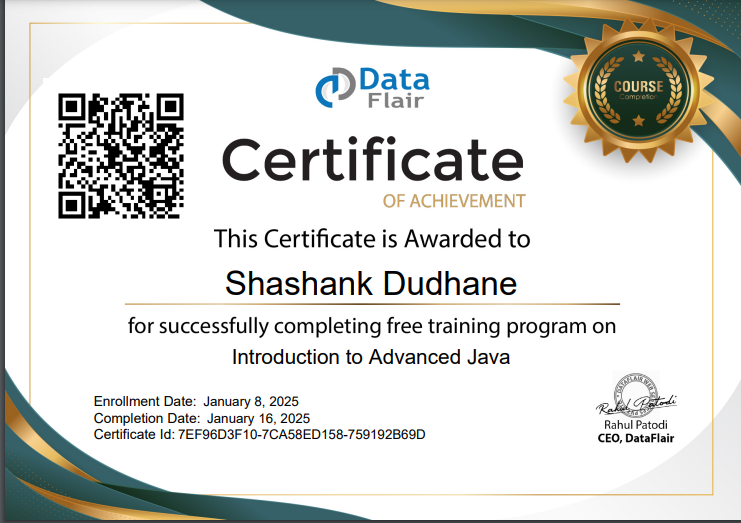 Data
Flair
COURSE
Completion
Certificate
OF ACHIEVEMENT
This Certificate is Awarded to
Shashank Dudhane
for successfully completing free training program on
Introduction to Advanced Java
Enrollment Date: January 8, 2025
Completion Date: January 16, 2025
Certificate Id: 7EF96D3F10-7CA58ED158-759192B69D
Rahul Patodi
Rahul Patodi
CEO, DataFlair